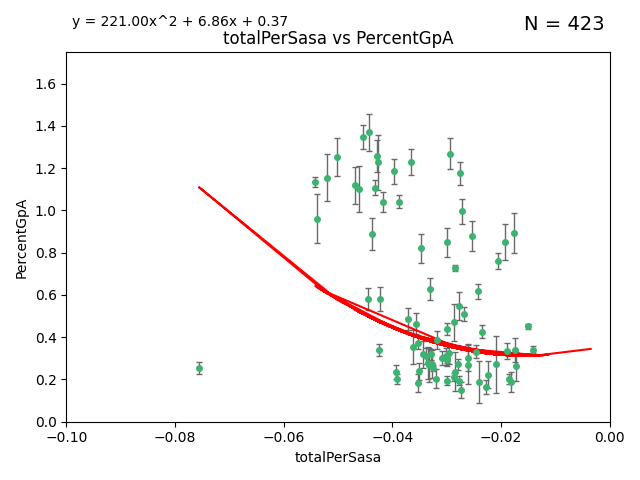 y = 221.00x^2 + 6.86x + 0.37
N = 423
totalPerSasa vs PercentGpA
PercentGpA
1.6
1.4
1.2
1.0
0.8
0.6
0.4
0.2
0.0
−0.10 −0.08 −0.06 −0.04 −0.02 0.00
totalPerSasa